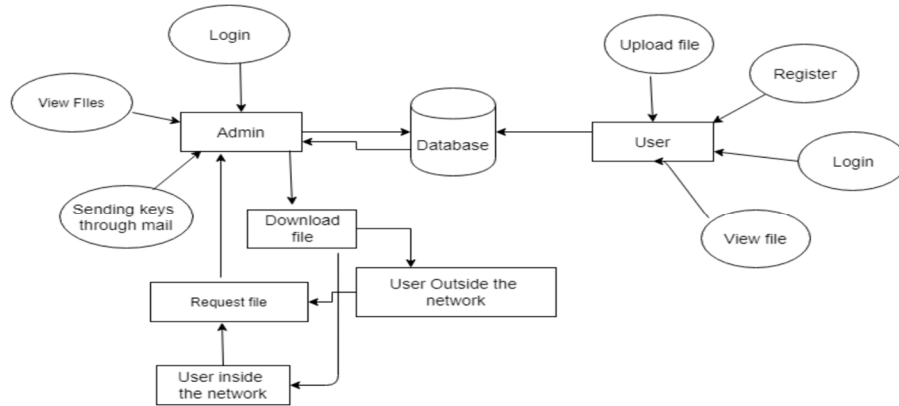 Login
Upload file
Register
View FIles
Admin
Database
User
Login
Sending keys
through mail
Download
file
View file
User Outside the
network
Request file
User inside
the network